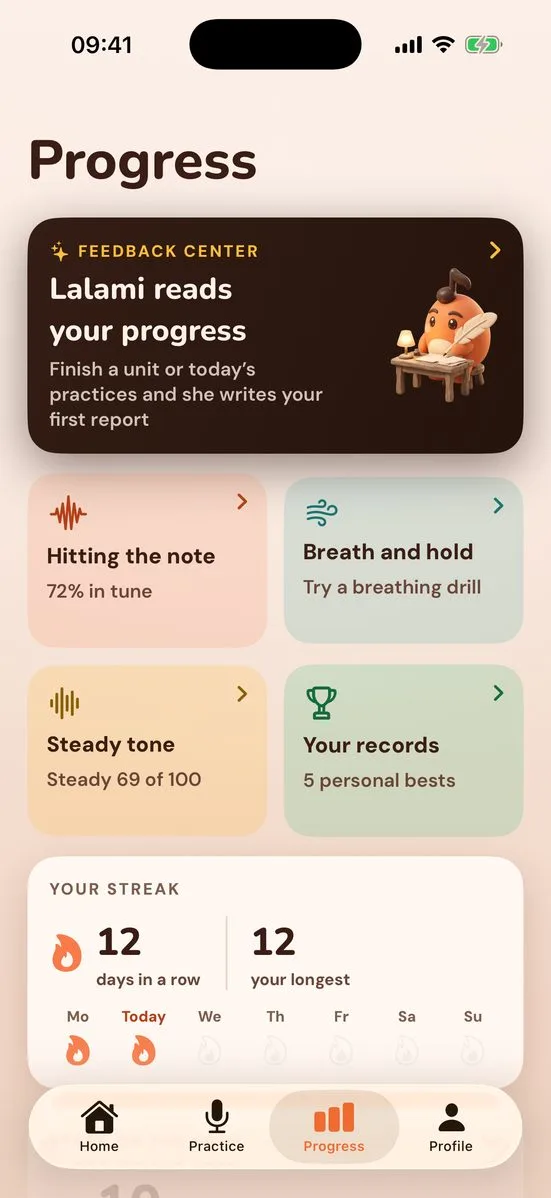 09:41
Progress
FEEDBACK CENTER
Lalami reads
your progress
Finish a unit or today's
practices and she writes your
first report
Hitting the note
72% in tune
Breath and hold
Try a breathing drill
Steady tone
Steady 69 of 100
Your records
5 personal bests
YOUR STREAK
12
days in a row
12
your longest
Mo Today We Th Fr Sa Su
Home Practice Progress Profile